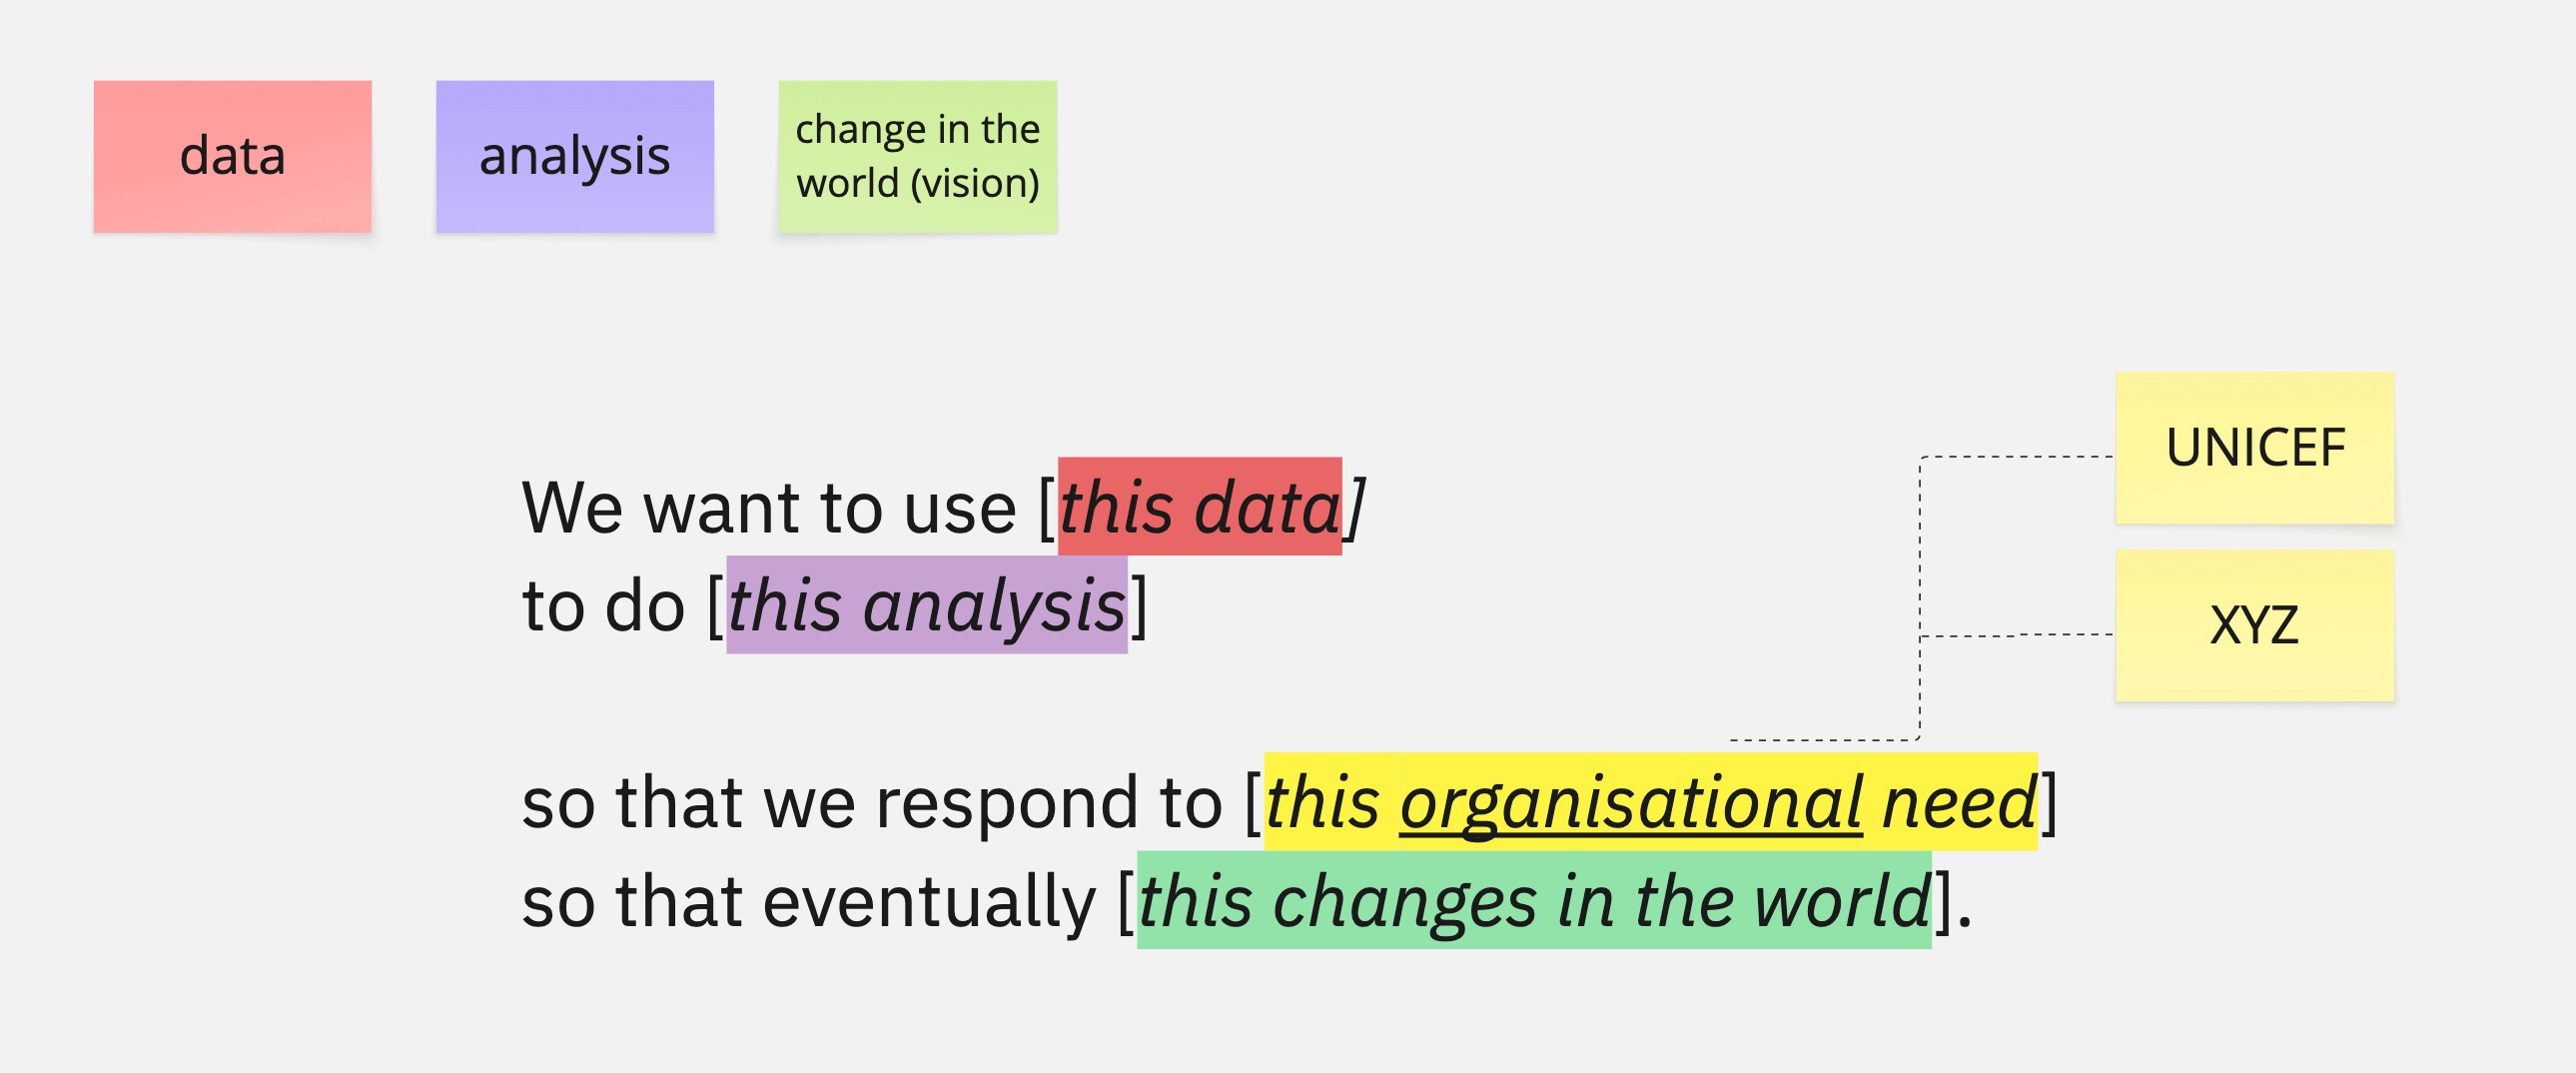 data
analysis
change in the
world (vision)
UNICEF
XYZ
We want to use [this data]
to do [this analysis]
so that we respond to [this organisational need]
so that eventually [this changes in the world].